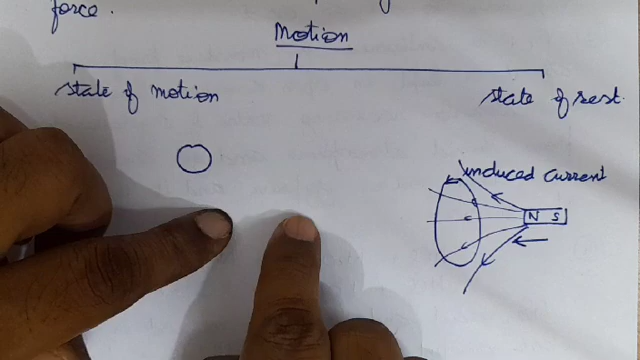 force.
Motion
state of motion
state of rest.
induced current
N S